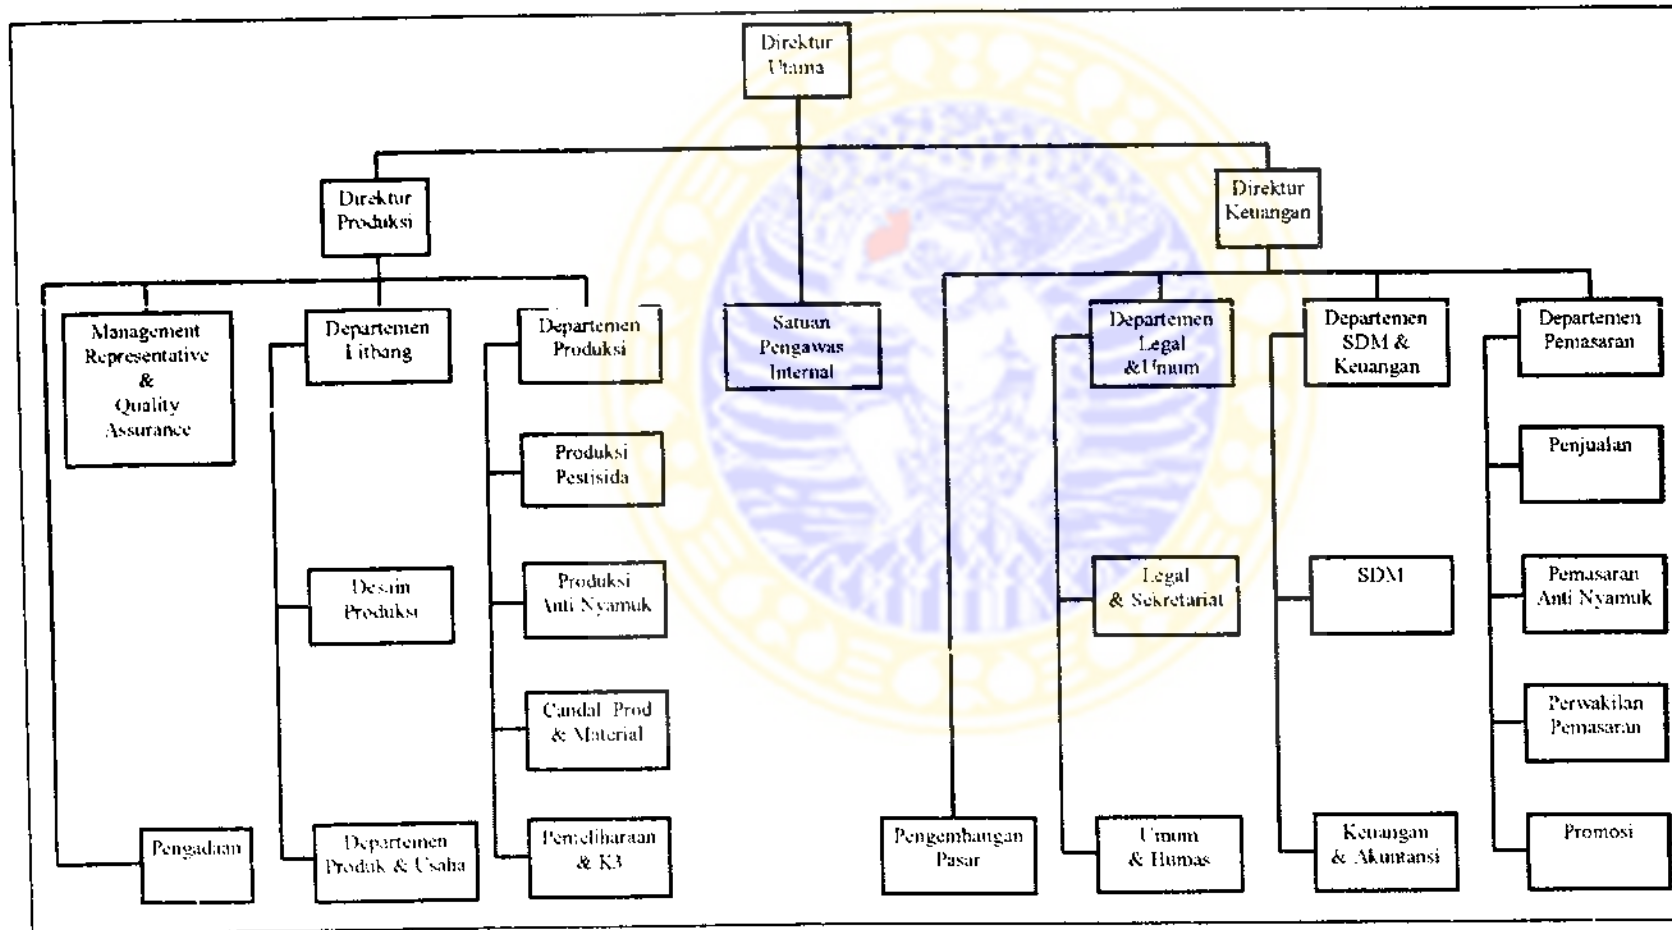 Direktur
Utama
Direktur
Produksi
Direktur
Keuangan
Management
Representative
&
Quality
Assurance
Departemen
Litbang
Departemen
Produksi
Satuan
Pengawas
Internal
Departemen
Legal
&Umum
Departemen
SDM &
Keuangan
Departemen
Pemasaran
Produksi
Pestisida
Penjualan
Desain
Produksi
Produksi
Anti Nyamuk
Legal
& Sekretariat
SDM
Pemasaran
Anti Nyamuk
Candal Prod
& Material
Perwakilan
Pemasaran
Pengadaan
Departemen
Produk & Usaha
Pemeliharaan
& K3
Pengembangan
Pasar
Umum
& Humas
Keuangan
& Akuntansi
Promosi